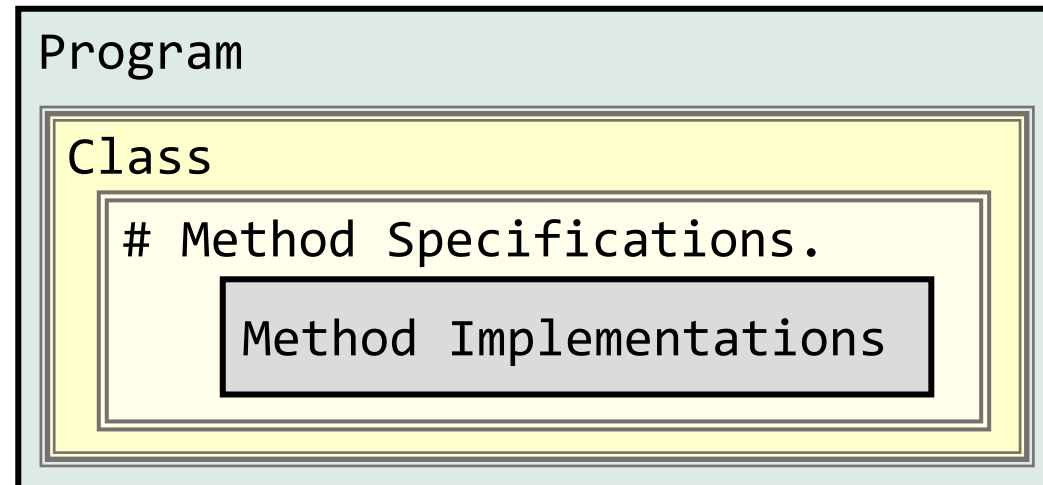 Program
Class
# Method Specifications.
Method Implementations